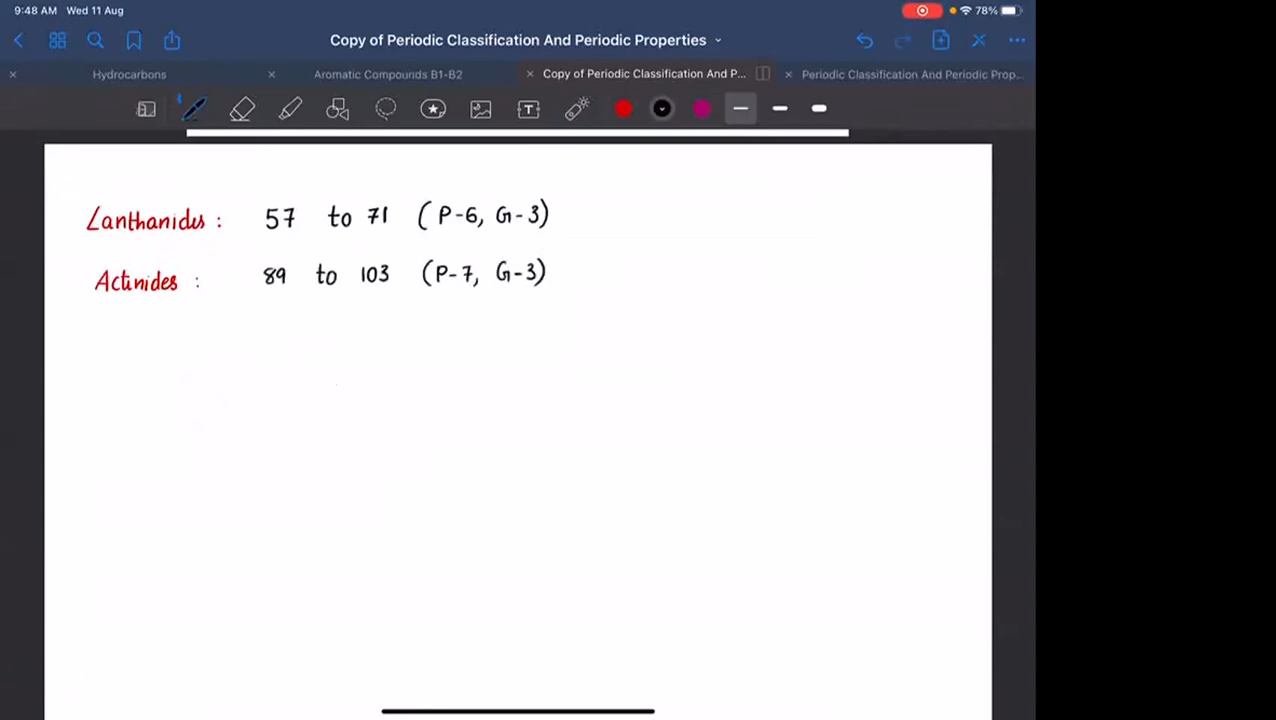 9:48 AM Wed 11 Aug
78%
Copy of Periodic Classification And Periodic Properties
Hydrocarbons
Aromatic Compounds B1-B2
Copy of Periodic Classification And P...
Periodic Classification And Periodic Prop...
Lanthanides : 57 to 71 (P-6, G-3)
Actinides : 89 to 103 (P-7, G-3)